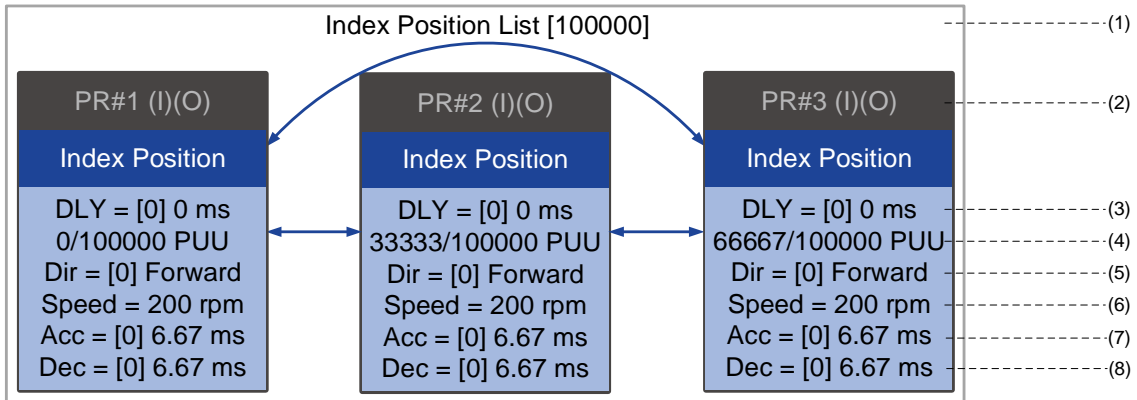 Index Position List [100000]
(1)
PR#1 (I)(O)
PR#2 (I)(O)
PR#3 (I)(O)
(2)
Index Position
Index Position
Index Position
DLY = [0] 0 ms
DLY = [0] 0 ms
DLY = [0] 0 ms
(3)
0/100000 PUU
33333/100000 PUU
66667/100000 PUU
(4)
Dir = [0] Forward
Dir = [0] Forward
Dir = [0] Forward
(5)
Speed = 200 rpm
Speed = 200 rpm
Speed = 200 rpm
(6)
Acc = [0] 6.67 ms
Acc = [0] 6.67 ms
Acc = [0] 6.67 ms
(7)
Dec = [0] 6.67 ms
Dec = [0] 6.67 ms
Dec = [0] 6.67 ms
(8)